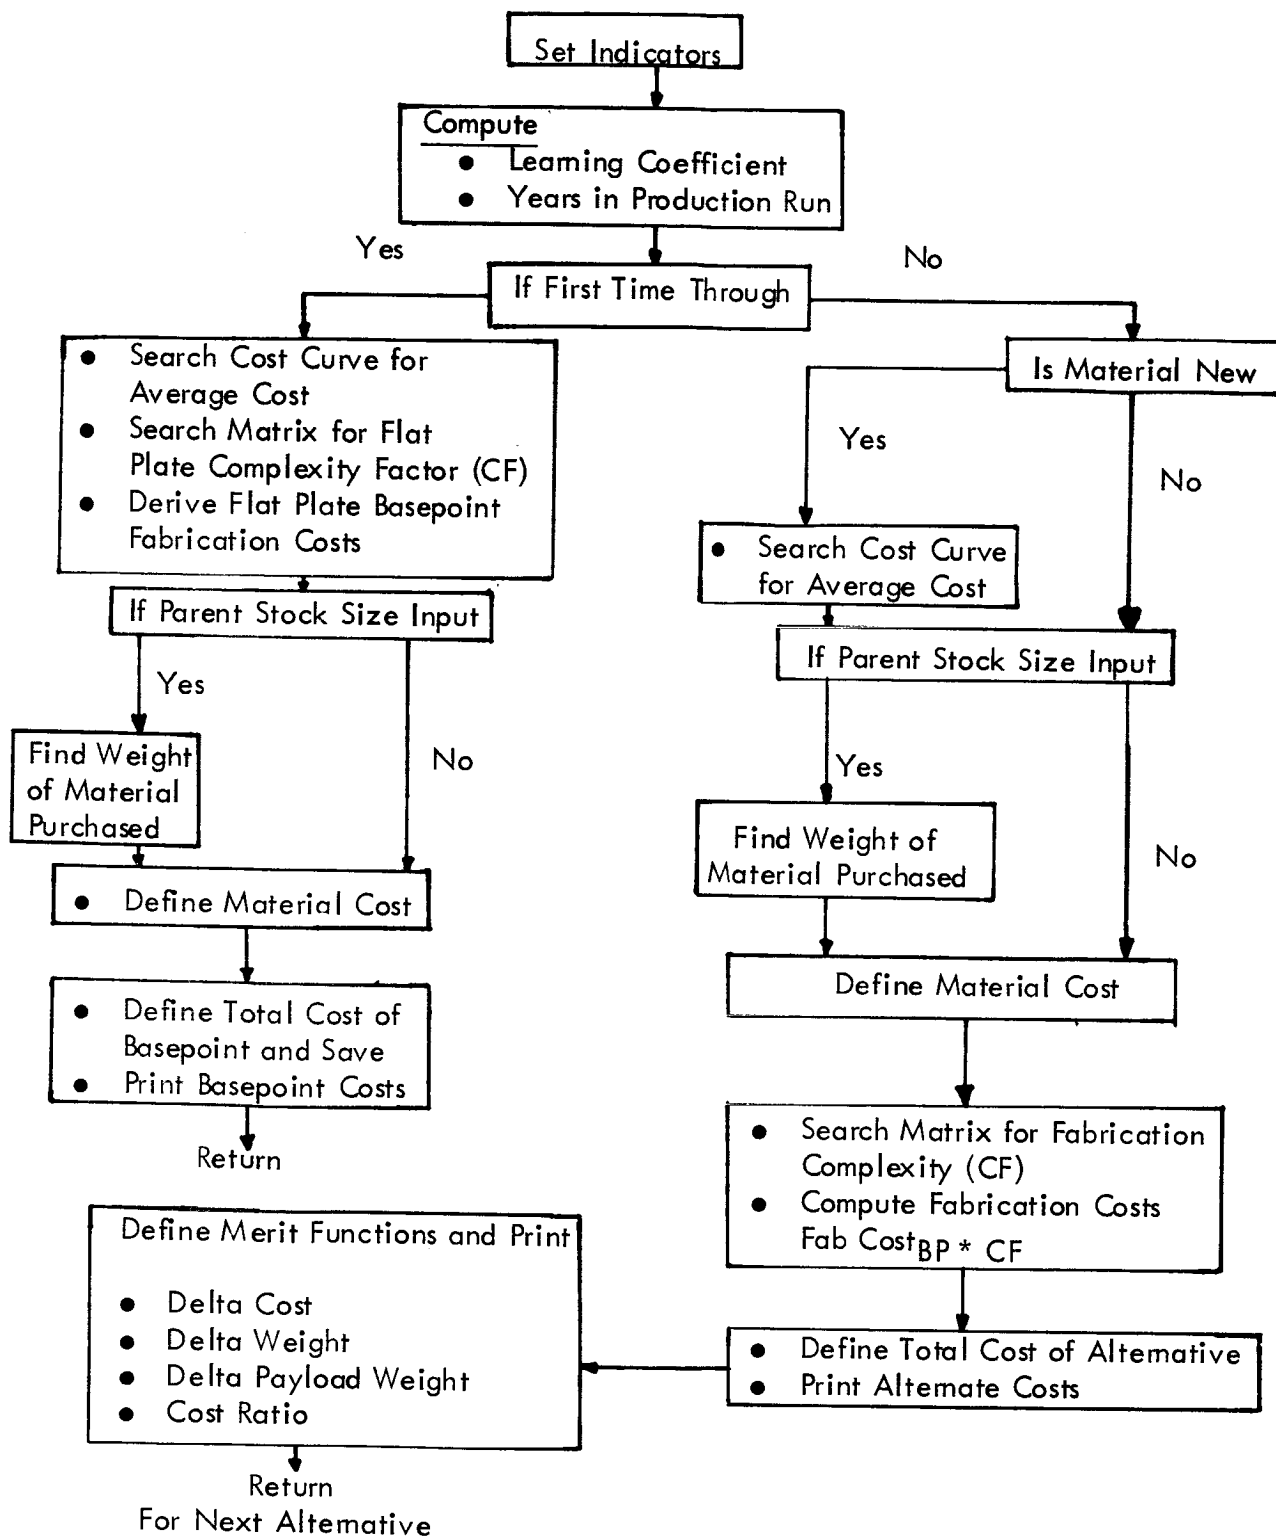 Set Indicators
Compute
• Learning Coefficient
• Years in Production Run
Yes
No
If First Time Through
• Search Cost Curve for
Average Cost
• Search Matrix for Flat
Plate Complexity Factor (CF)
• Derive Flat Plate Basepoint
Fabrication Costs
Is Material New
Yes
No
• Search Cost Curve
for Average Cost
If Parent Stock Size Input
Yes
No
Find Weight
of Material
Purchased
• Define Material Cost
• Define Total Cost of
Basepoint and Save
• Print Basepoint Costs
Return
If Parent Stock Size Input
Yes
No
Find Weight of
Material Purchased
Define Material Cost
• Search Matrix for Fabrication
Complexity (CF)
• Compute Fabrication Costs
Fab Cost BP * CF
• Define Total Cost of Alternative
• Print Alternate Costs
Define Merit Functions and Print
• Delta Cost
• Delta Weight
• Delta Payload Weight
• Cost Ratio
Return
For Next Alternative